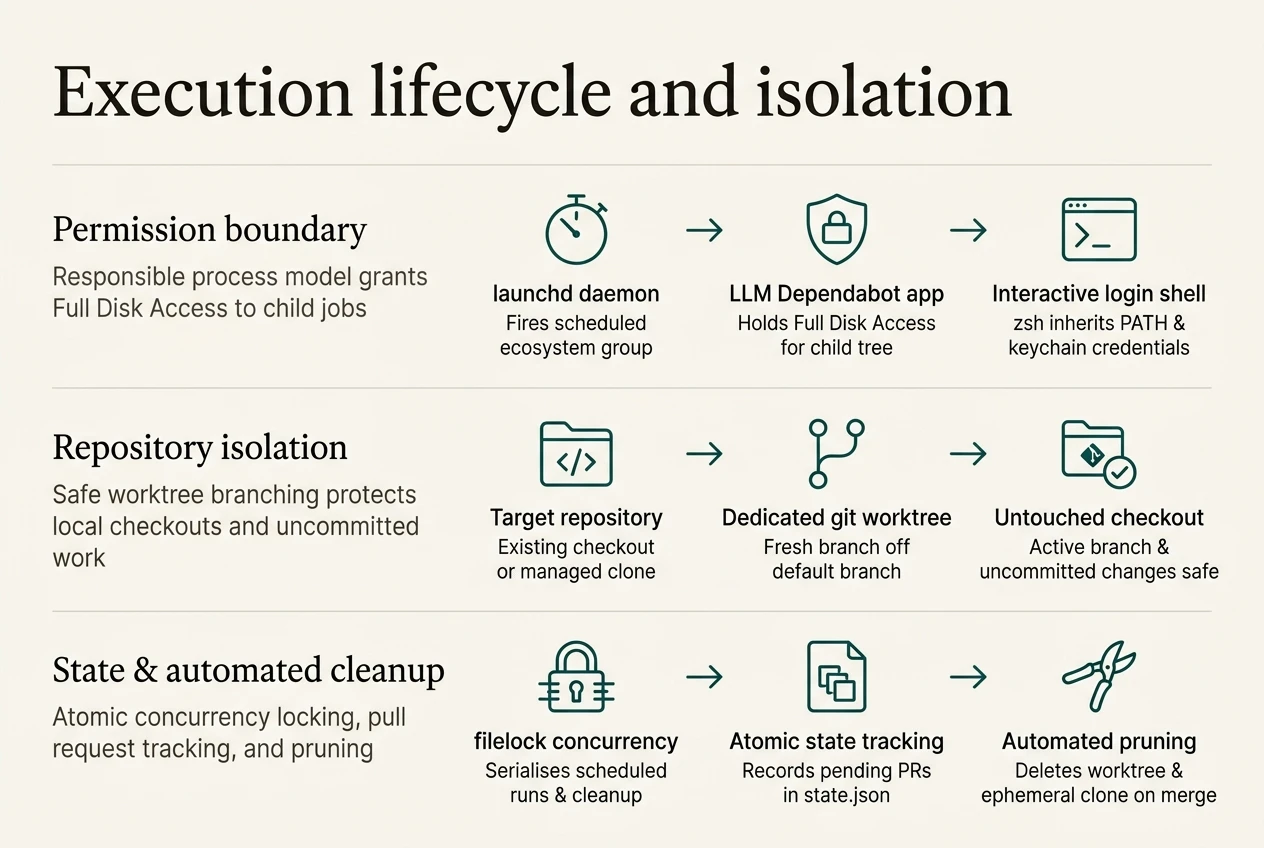 Execution lifecycle and isolation
Permission boundary
Responsible process model grants
Full Disk Access to child jobs
launchd daemon
Fires scheduled
ecosystem group
LLM Dependabot app
Holds Full Disk Access
for child tree
Interactive login shell
zsh inherits PATH &
keychain credentials
Repository isolation
Safe worktree branching protects
local checkouts and uncommitted
work
Target repository
Existing checkout
or managed clone
Dedicated git worktree
Fresh branch off
default branch
Untouched checkout
Active branch &
uncommitted changes safe
State & automated cleanup
Atomic concurrency locking, pull
request tracking, and pruning
filelock concurrency
Serialises scheduled
runs & cleanup
Atomic state tracking
Records pending PRs
in state.json
Automated pruning
Deletes worktree &
ephemeral clone on merge